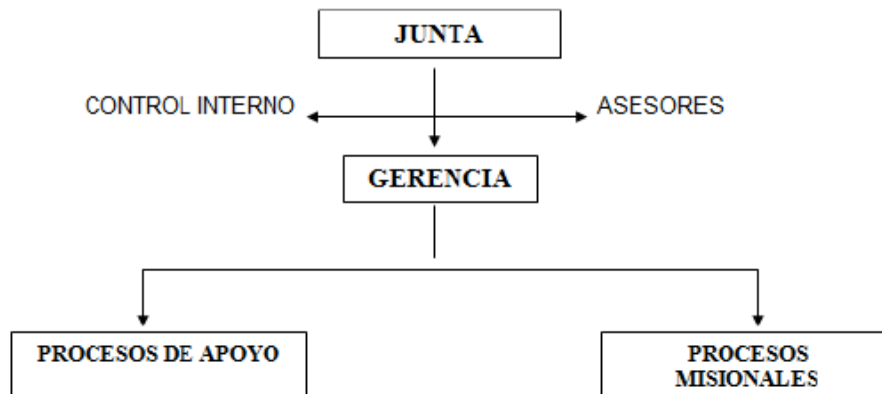 JUNTA
CONTROL INTERNO
ASESORES
GERENCIA
PROCESOS DE APOYO
PROCESOS
MISIONALES